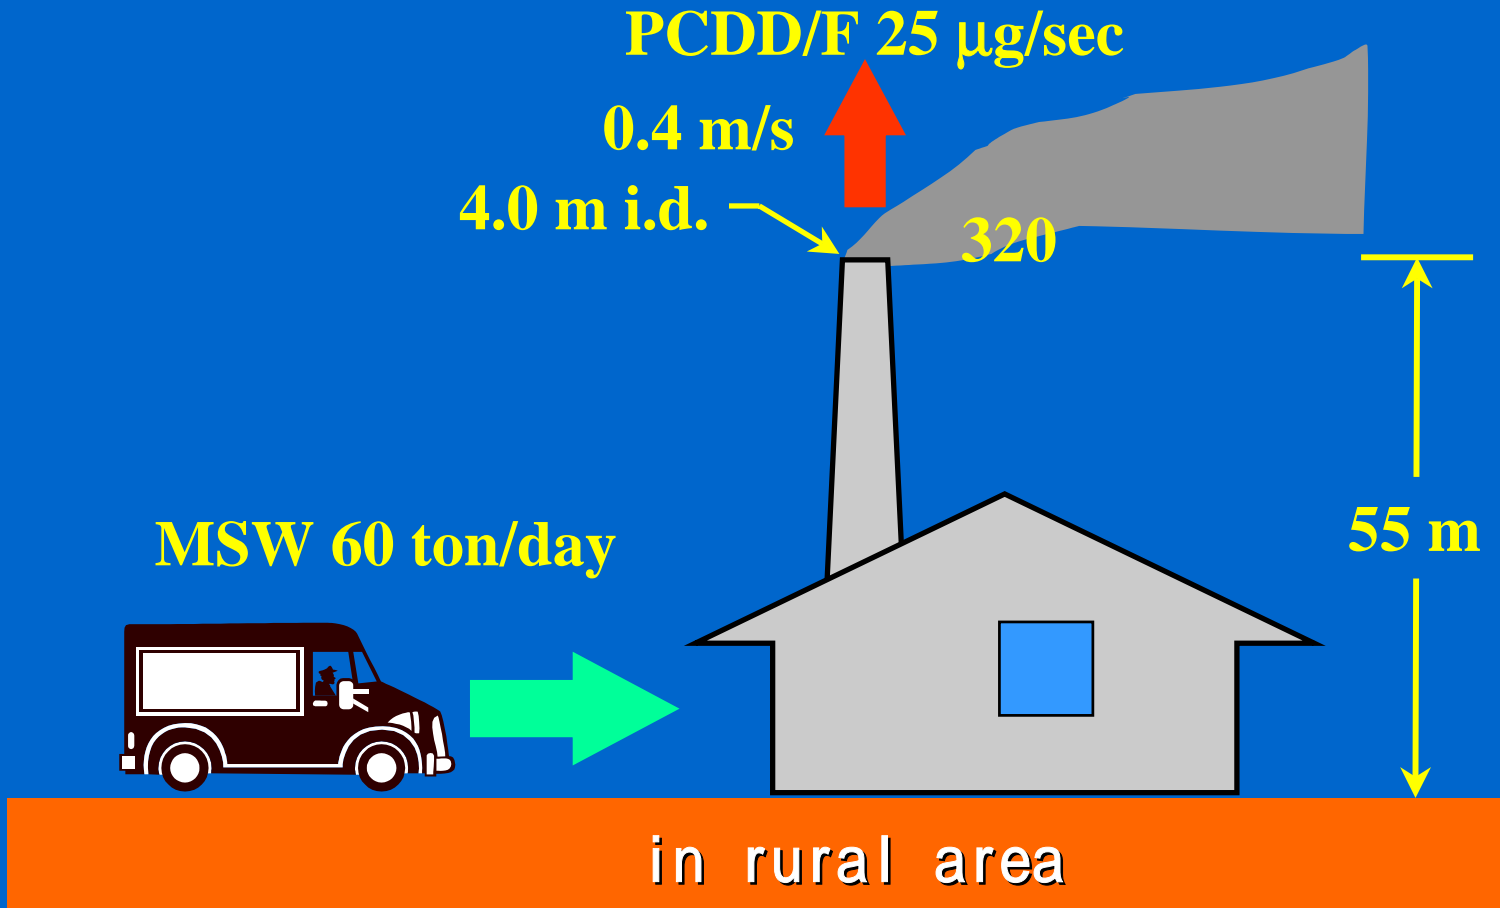 PCDD/F 25 μg/sec
0.4 m/s
4.0 m i.d.
320
MSW 60 ton/day
55 m
in rural area